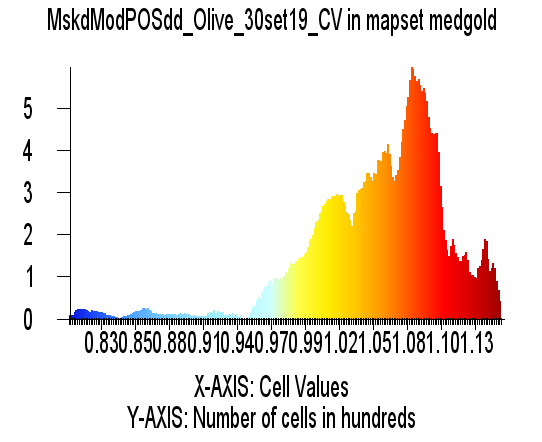 MskdModPOSdd_Olive_30set19_CV in mapset medgold
5
4
3
2
1
0
0.830.850.880.910.940.970.991.021.051.081.101.13
X-AXIS: Cell Values
Y-AXIS: Number of cells in hundreds